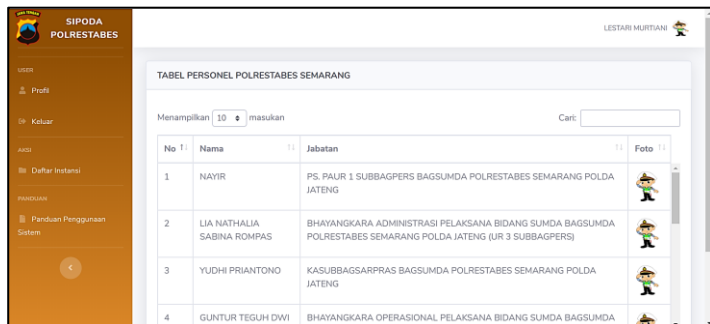 SIPODA
POLRESTABES
LESTARI MURTIANI
USER
Profil
Keluar
AKSI
Daftar Instansi
PANDUAN
Panduan Penggunaan
Sistem
TABEL PERSONEL POLRESTABES SEMARANG
Menampilkan 10 masukan
Cari:
No Nama Jabatan Foto
1 NAYIR PS. PAUR 1 SUBBAGPERS BAGSUMDA POLRESTABES SEMARANG POLDA
JATENG
2 LIA NATHALIA BHAYANGKARA ADMINISTRASI PELAKSANA BIDANG SUMDA BAGSUMDA
SABINA ROMPAS POLRESTABES SEMARANG POLDA JATENG (UR 3 SUBBAGPERS)
3 YUDHI PRIANTONO KASUBBAGSARPRAS BAGSUMDA POLRESTABES SEMARANG POLDA
JATENG
4 GUNTUR TEGUH DWI BHAYANGKARA OPERASIONAL PELAKSANA BIDANG SUMDA BAGSUMDA